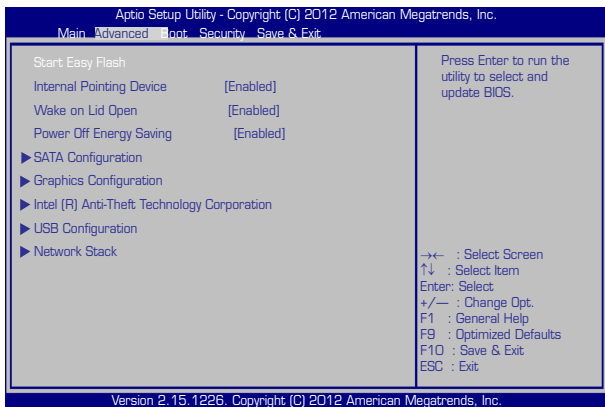 Aptio Setup Utility - Copyright (C) 2012 American Megatrends, Inc.
Main Advanced Boot Security Save & Exit
Start Easy Flash
Internal Pointing Device [Enabled]
Wake on Lid Open [Enabled]
Power Off Energy Saving [Enabled]
▶ SATA Configuration
▶ Graphics Configuration
▶ Intel (R) Anti-Theft Technology Corporation
▶ USB Configuration
▶ Network Stack
Press Enter to run the
utility to select and
update BIOS.
→← : Select Screen
↑↓ : Select Item
Enter: Select
+/— : Change Opt.
F1 : General Help
F9 : Optimized Defaults
F10 : Save & Exit
ESC : Exit
Version 2.15.1226. Copyright (C) 2012 American Megatrends, Inc.